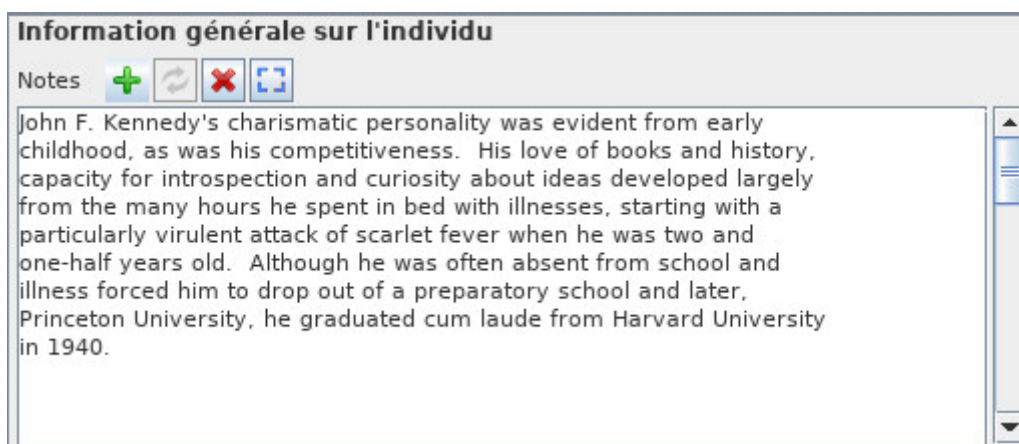 Information générale sur l'individu
Notes
John F. Kennedy's charismatic personality was evident from early
childhood, as was his competitiveness.  His love of books and history,
capacity for introspection and curiosity about ideas developed largely
from the many hours he spent in bed with illnesses, starting with a
particularly virulent attack of scarlet fever when he was two and
one-half years old.  Although he was often absent from school and
illness forced him to drop out of a preparatory school and later,
Princeton University, he graduated cum laude from Harvard University
in 1940.